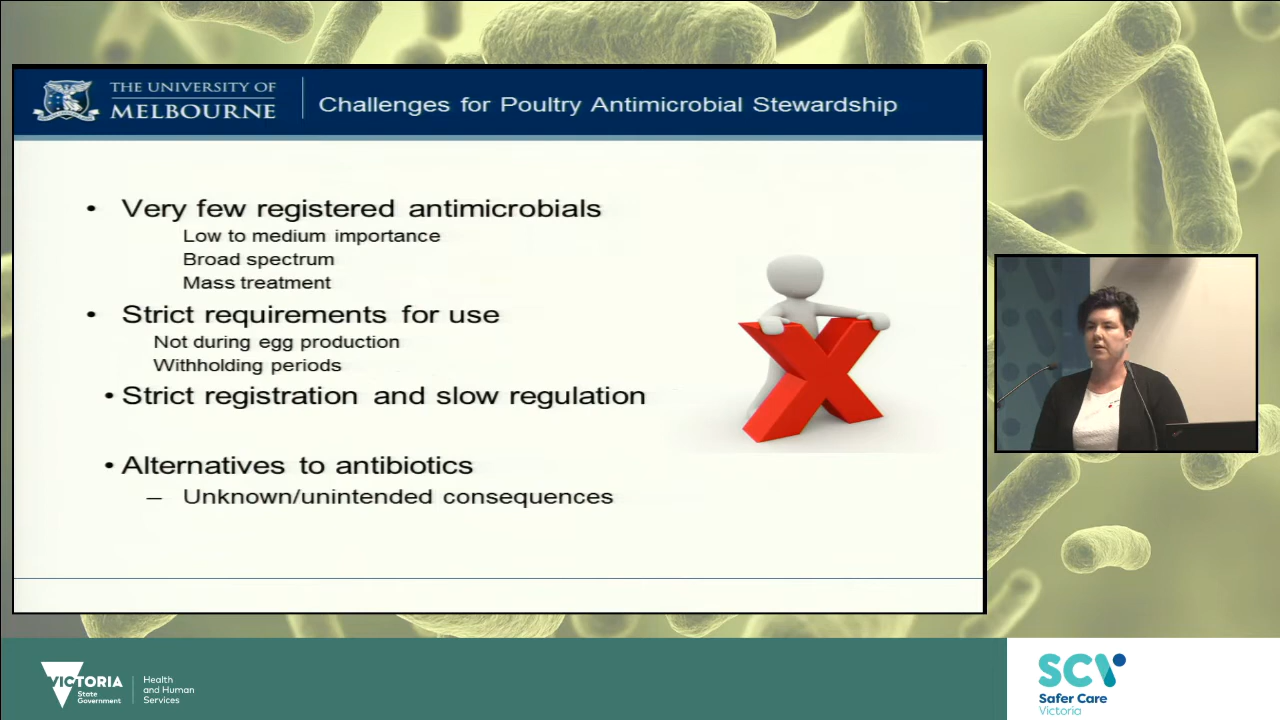 THE UNIVERSITY OF
MELBOURNE
Challenges for Poultry Antimicrobial Stewardship
• Very few registered antimicrobials
Low to medium importance
Broad spectrum
Mass treatment
• Strict requirements for use
Not during egg production
Withholding periods
• Strict registration and slow regulation
• Alternatives to antibiotics
– Unknown/unintended consequences
VICTORIA
State
Government
Health
and Human
Services
SCV
Safer Care
Victoria